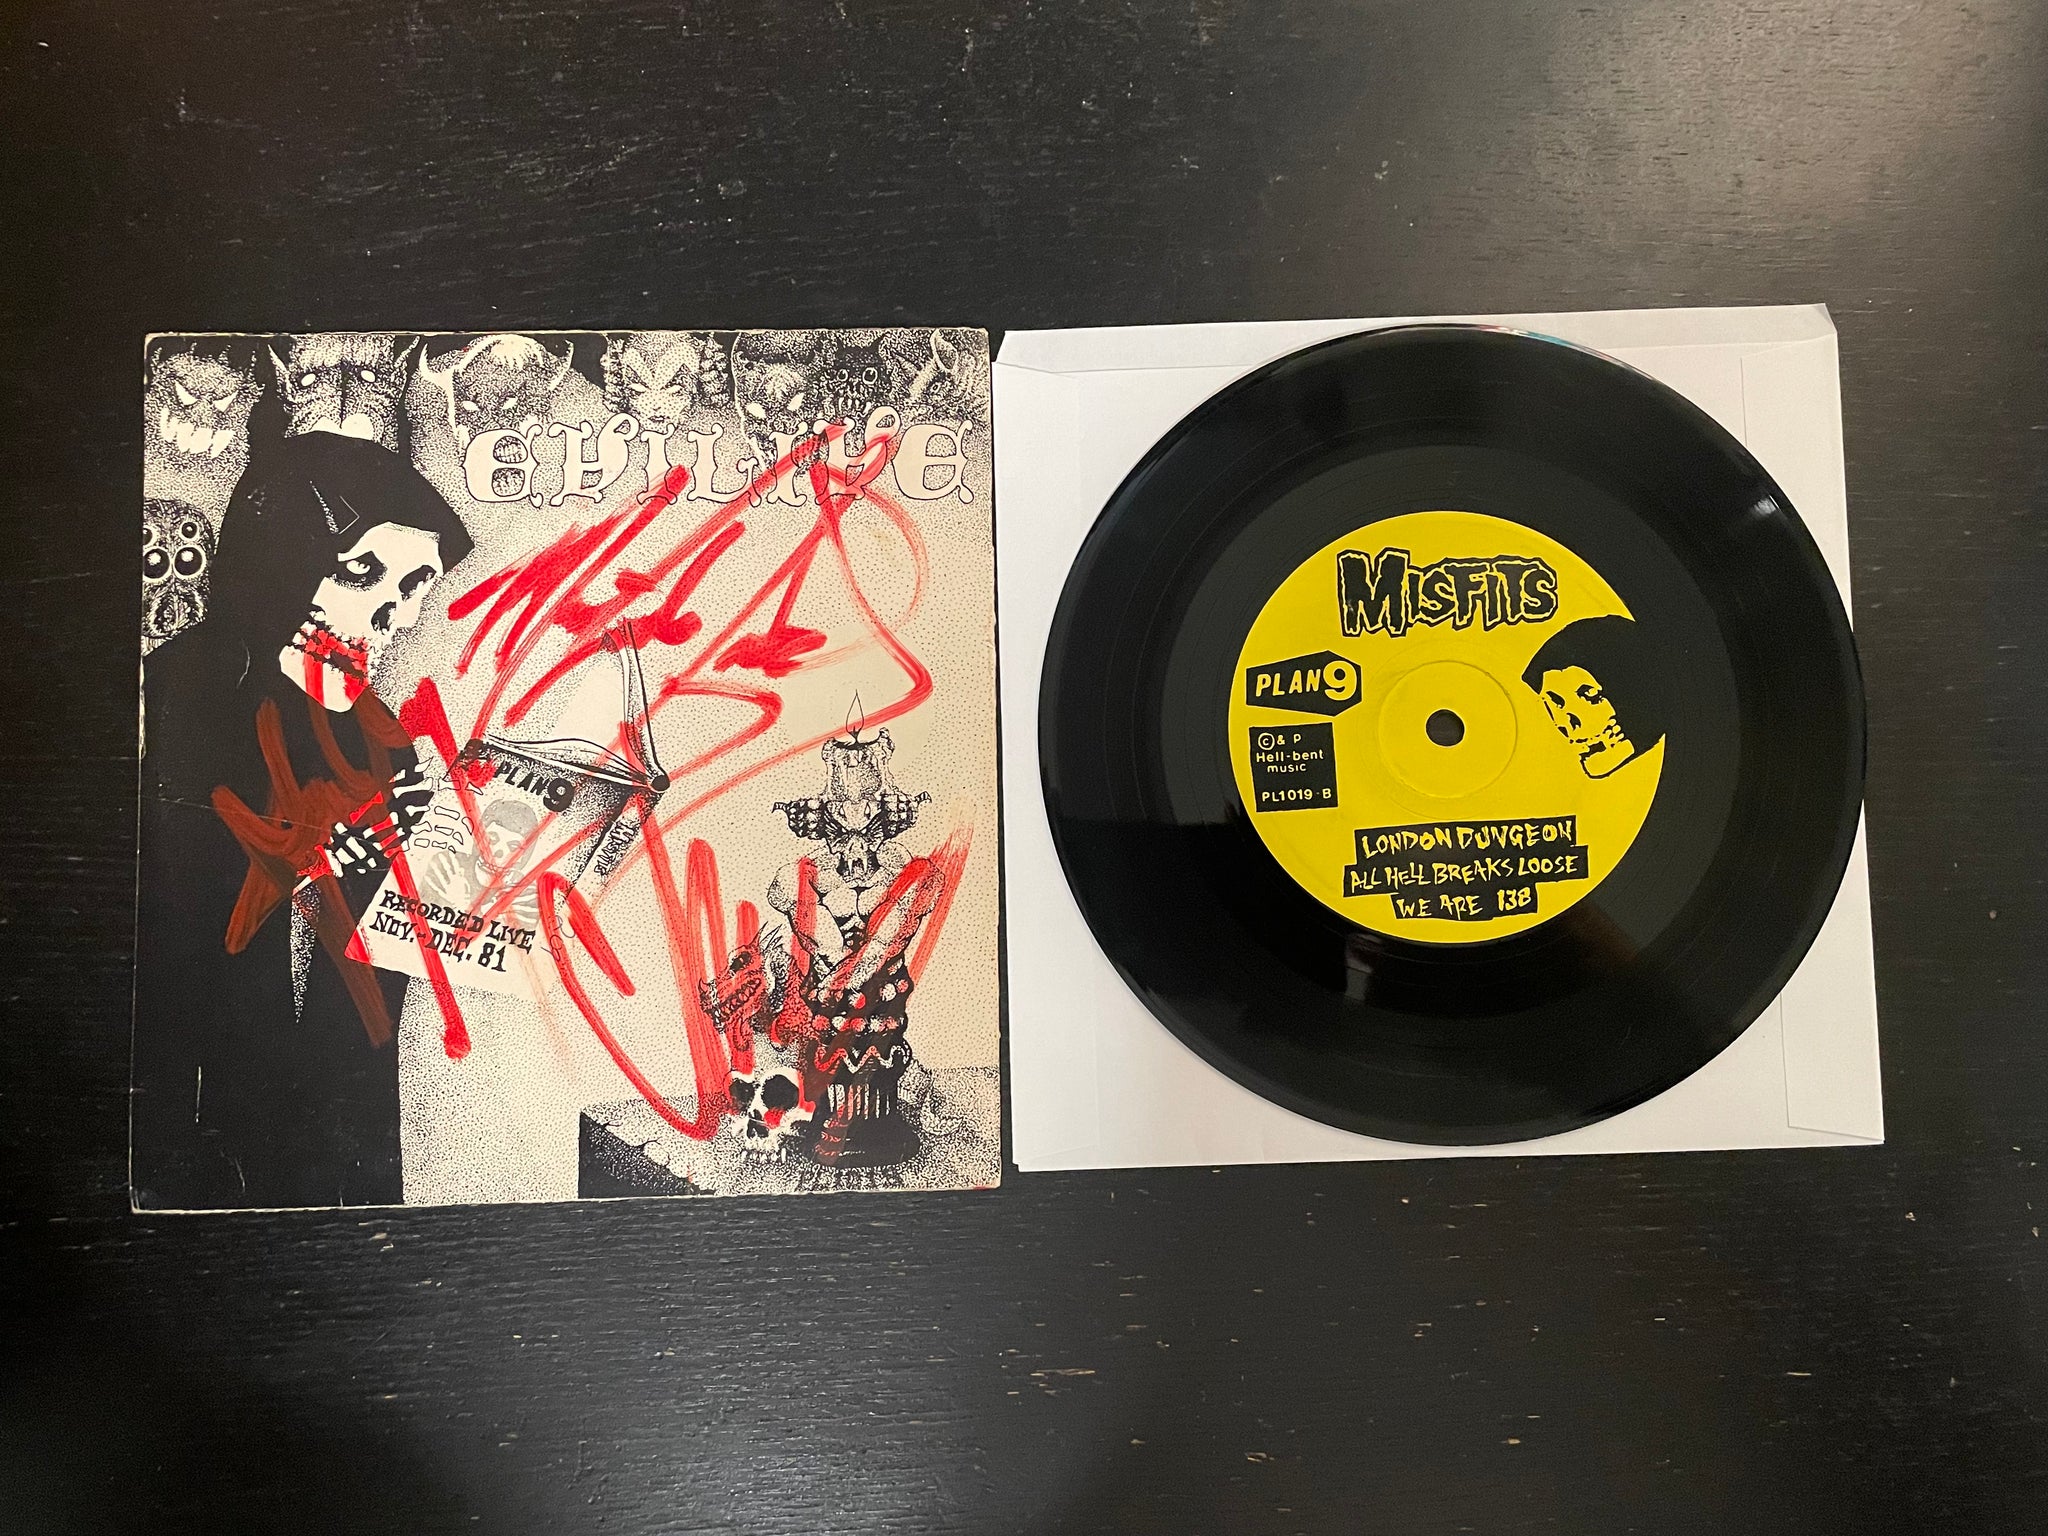 EVILIVE
PLAN 9
RECORDED LIVE
NOV.-DEC. 81
MISFITS
PLAN 9
© & P
Hell-bent
music
PL1019-B
LONDON DUNGEON
ALL HELL BREAKS LOOSE
WE ARE 138